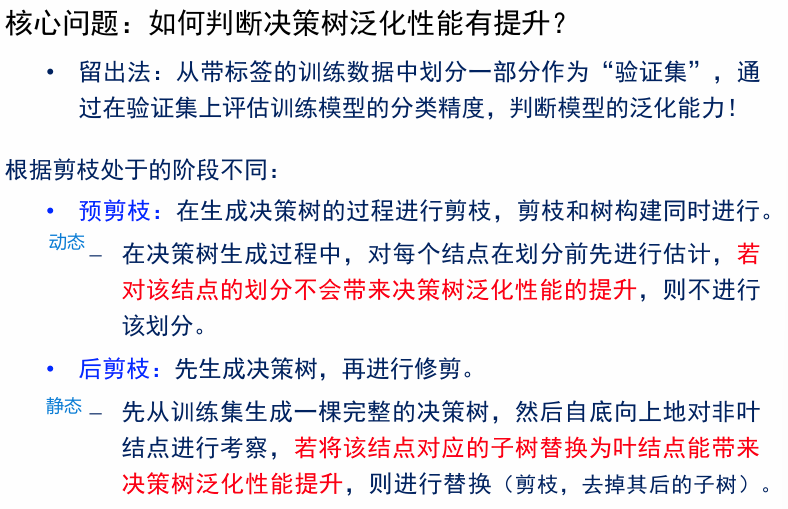 核心问题：如何判断决策树泛化性能有提升？
• 留出法：从带标签的训练数据中划分一部分作为“验证集”，通
过在验证集上评估训练模型的分类精度，判断模型的泛化能力！
根据剪枝处于的阶段不同：
• 预剪枝：在生成决策树的过程进行剪枝，剪枝和树构建同时进行。
动态
– 在决策树生成过程中，对每个结点在划分前先进行估计，若
对该结点的划分不会带来决策树泛化性能的提升，则不进行
该划分。
• 后剪枝：先生成决策树，再进行修剪。
静态
– 先从训练集生成一棵完整的决策树，然后自底向上地对非叶
结点进行考察，若将该结点对应的子树替换为叶结点能带来
决策树泛化性能提升，则进行替换（剪枝，去掉其后的子树）。